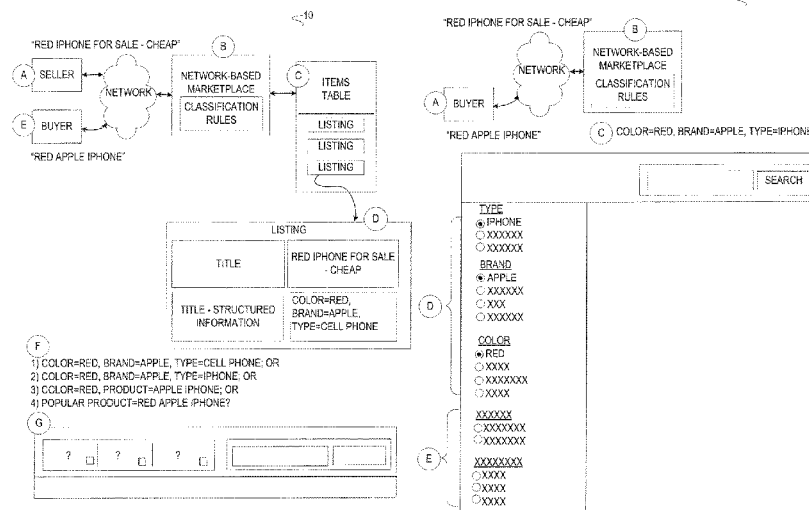 10
"RED IPHONE FOR SALE - CHEAP"
A
SELLER
NETWORK
E
BUYER
"RED APPLE IPHONE"
B
NETWORK-BASED
MARKETPLACE
CLASSIFICATION
RULES
C
ITEMS
TABLE
LISTING
LISTING
LISTING
D
LISTING
TITLE
RED IPHONE FOR SALE
- CHEAP
TITLE - STRUCTURED
INFORMATION
COLOR=RED,
BRAND=APPLE,
TYPE=CELL PHONE
F
1) COLOR=RED, BRAND=APPLE, TYPE=CELL PHONE; OR
2) COLOR=RED, BRAND=APPLE, TYPE=IPHONE; OR
3) COLOR=RED, PRODUCT=APPLE IPHONE; OR
4) POPULAR PRODUCT=RED APPLE IPHONE?
G
? ? ?
"RED IPHONE FOR SALE - CHEAP"
B
NETWORK-BASED
MARKETPLACE
CLASSIFICATION
RULES
NETWORK
A
BUYER
"RED APPLE IPHONE"
C
COLOR=RED, BRAND=APPLE, TYPE=IPHONE
SEARCH
D
TYPE
IPHONE
XXXXXX
XXXXXX
BRAND
APPLE
XXXXXX
XXX
XXXXXX
COLOR
RED
XXXX
XXXXXXX
XXXX
E
XXXXXX
XXXXXXX
XXXXXXX
XXXXXXXX
XXXX
XXXX
XXXX